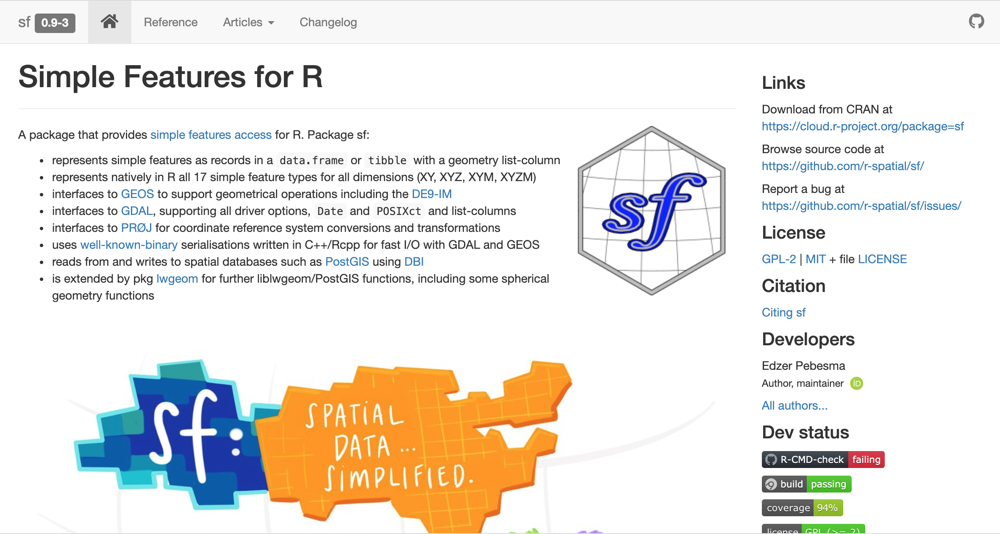 sf 0.9-3 Reference Articles Changelog
Simple Features for R
A package that provides simple features access for R. Package sf:
• represents simple features as records in a data.frame or tibble with a geometry list-column
• represents natively in R all 17 simple feature types for all dimensions (XY, XYZ, XYM, XYZM)
• interfaces to GEOS to support geometrical operations including the DE9-IM
• interfaces to GDAL, supporting all driver options, Date and POSIXct and list-columns
• interfaces to PRØJ for coordinate reference system conversions and transformations
• uses well-known-binary serialisations written in C++/Rcpp for fast I/O with GDAL and GEOS
• reads from and writes to spatial databases such as PostGIS using DBI
• is extended by pkg lwgeom for further liblwgeom/PostGIS functions, including some spherical
geometry functions
sf
sf:
SPATIAL
DATA ...
SIMPLIFIED.
Links
Download from CRAN at
https://cloud.r-project.org/package=sf
Browse source code at
https://github.com/r-spatial/sf/
Report a bug at
https://github.com/r-spatial/sf/issues/
License
GPL-2 | MIT + file LICENSE
Citation
Citing sf
Developers
Edzer Pebesma
Author, maintainer iD
All authors...
Dev status
R-CMD-check failing
build passing
coverage 94%
license GPL (>= 2)